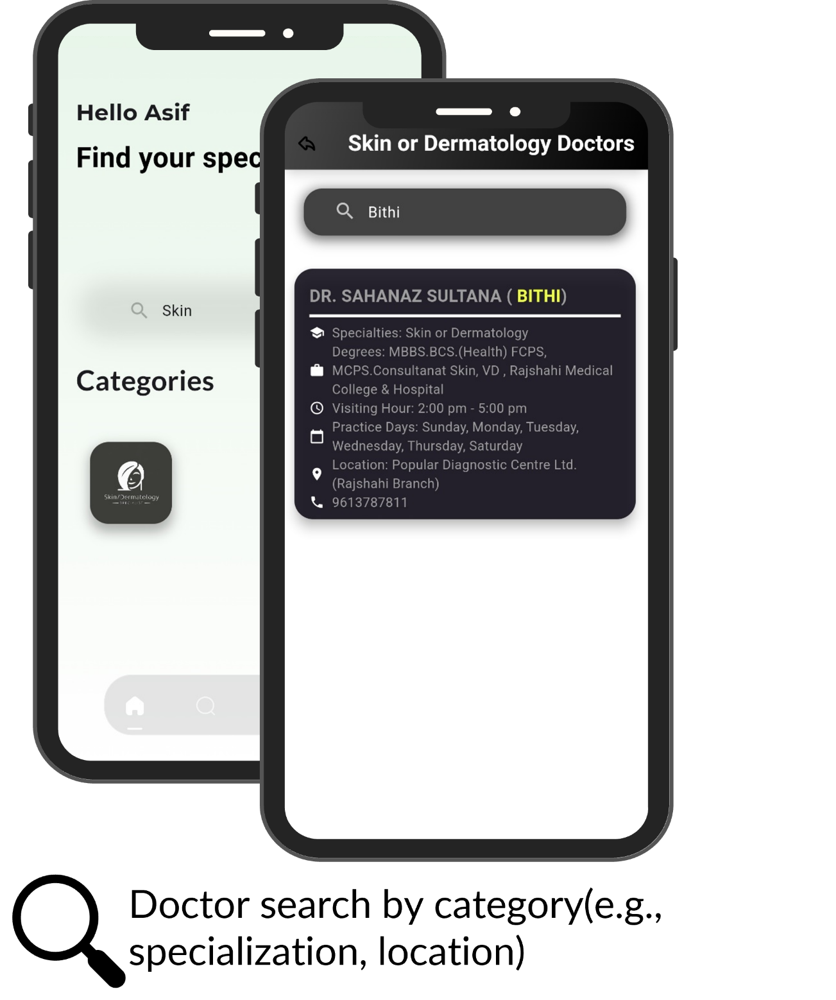 Hello Asif
Find your spec
Skin
Categories
Skin/Dermatology
SPECIALIST
Skin or Dermatology Doctors
Bithi
DR. SAHANAZ SULTANA ( BITHI)
Specialties: Skin or Dermatology
Degrees: MBBS.BCS.(Health) FCPS,
MCPS.Consultanat Skin, VD , Rajshahi Medical
College & Hospital
Visiting Hour: 2:00 pm - 5:00 pm
Practice Days: Sunday, Monday, Tuesday,
Wednesday, Thursday, Saturday
Location: Popular Diagnostic Centre Ltd.
(Rajshahi Branch)
9613787811
Doctor search by category(e.g.,
specialization, location)